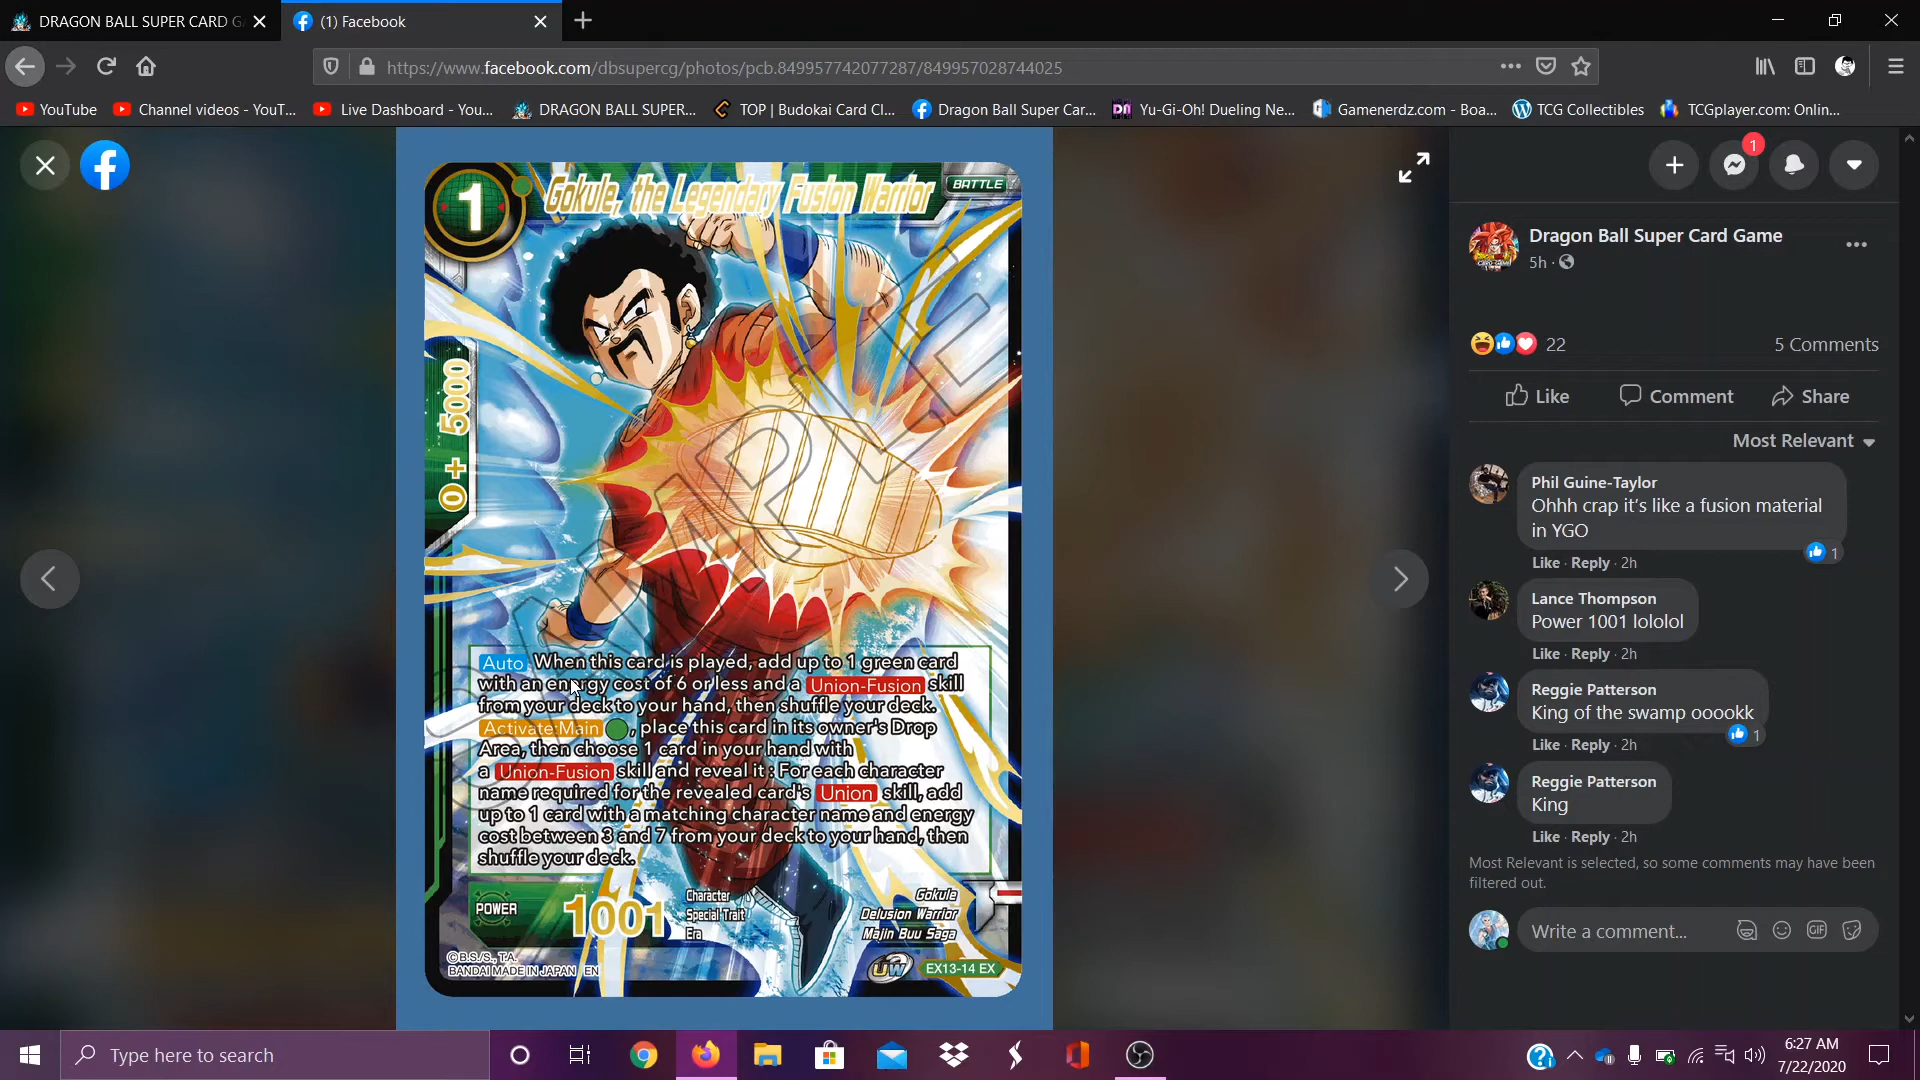 DRAGON BALL SUPER CARD G
(1) Facebook
https://www.facebook.com/dbsupercg/photos/pcb.849957742077287/849957028744025
YouTube
Channel videos - YouT...
Live Dashboard - You...
DRAGON BALL SUPER...
TOP | Budokai Card Cl...
Dragon Ball Super Car...
Yu-Gi-Oh! Dueling Ne...
Gamenerdz.com - Boa...
TCG Collectibles
TCGplayer.com: Onlin...
1
Gokule, the Legendary Fusion Warrior
BATTLE
0 + 5000
SAMPLE
Auto When this card is played, add up to 1 green card
with an energy cost of 6 or less and a Union-Fusion skill
from your deck to your hand, then shuffle your deck.
Activate:Main , place this card in its owner's Drop
Area, then choose 1 card in your hand with
a Union-Fusion skill and reveal it : For each character
name required for the revealed card's Union skill, add
up to 1 card with a matching character name and energy
cost between 3 and 7 from your deck to your hand, then
shuffle your deck.
POWER
1001
Character
Special Trait
Era
Gokule
Delusion Warrior
Majin Buu Saga
©B.S./S., T.A.
BANDAI MADE IN JAPAN EN
UW
EX13-14 EX
1
Dragon Ball Super Card Game
5h ·
22
5 Comments
Like
Comment
Share
Most Relevant
Phil Guine-Taylor
Ohhh crap it's like a fusion material
in YGO
1
Like · Reply · 2h
Lance Thompson
Power 1001 lololol
Like · Reply · 2h
Reggie Patterson
King of the swamp ooookk
1
Like · Reply · 2h
Reggie Patterson
King
Like · Reply · 2h
Most Relevant is selected, so some comments may have been
filtered out.
Write a comment...
GIF
Type here to search
6:27 AM
7/22/2020